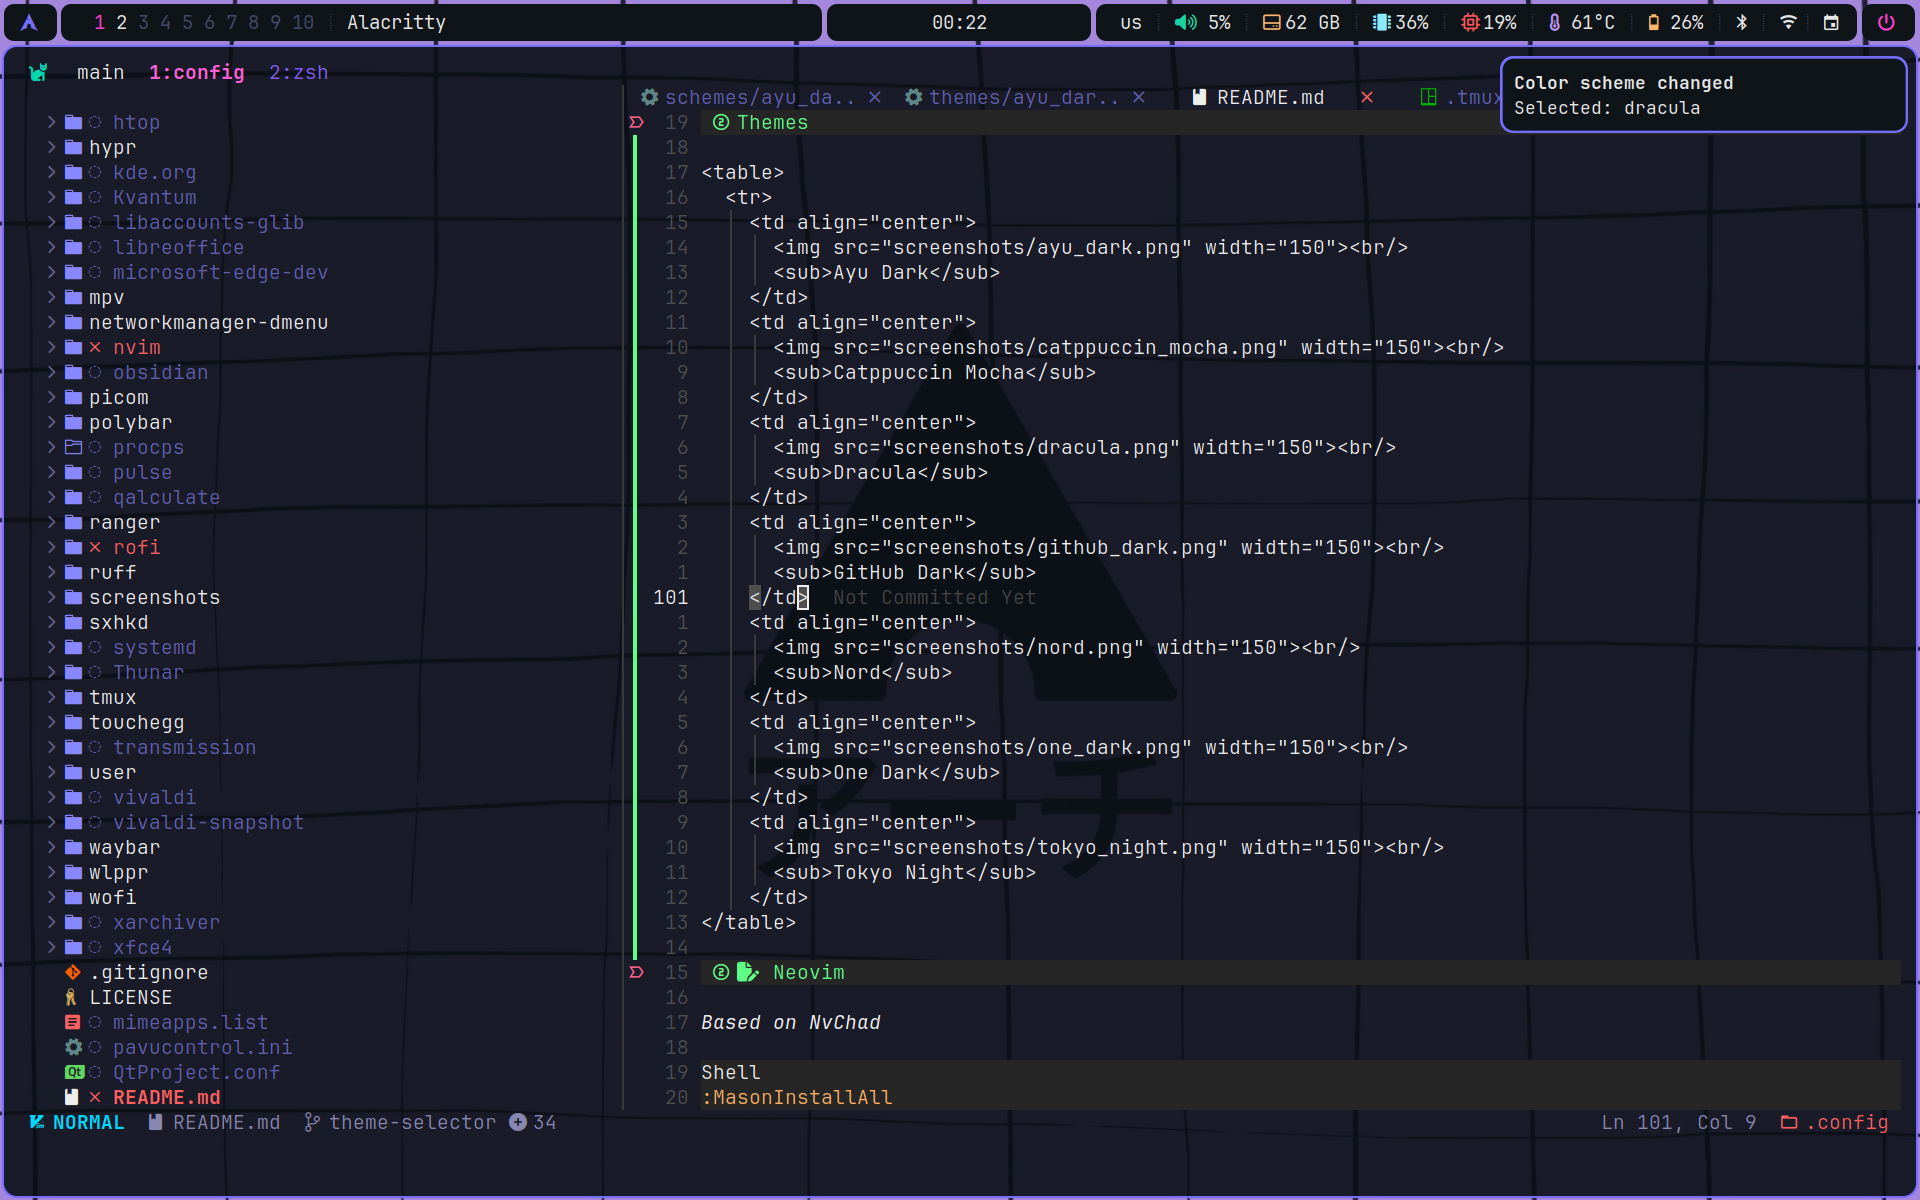 1 2 3 4 5 6 7 8 9 10 Alacritty 00:22 us 5% 62 GB 36% 19% 61°C 26%
main 1:config 2:zsh
Color scheme changed
Selected: dracula
schemes/ayu_da.. × themes/ayu_dar.. × README.md × .tmux
> htop
> hypr
> kde.org
> Kvantum
> libaccounts-glib
> libreoffice
> microsoft-edge-dev
> mpv
> networkmanager-dmenu
> × nvim
> obsidian
> picom
> polybar
> procps
> pulse
> qalculate
> ranger
> × rofi
> ruff
> screenshots
> sxhkd
> systemd
> Thunar
> tmux
> touchegg
> transmission
> user
> vivaldi
> vivaldi-snapshot
> waybar
> wlppr
> wofi
> xarchiver
> xfce4
.gitignore
LICENSE
mimeapps.list
pavucontrol.ini
Qt QtProject.conf
× README.md
19 ② Themes
18
17 <table>
16 <tr>
15 <td align="center">
14 <img src="screenshots/ayu_dark.png" width="150"><br/>
13 <sub>Ayu Dark</sub>
12 </td>
11 <td align="center">
10 <img src="screenshots/catppuccin_mocha.png" width="150"><br/>
9 <sub>Catppuccin Mocha</sub>
8 </td>
7 <td align="center">
6 <img src="screenshots/dracula.png" width="150"><br/>
5 <sub>Dracula</sub>
4 </td>
3 <td align="center">
2 <img src="screenshots/github_dark.png" width="150"><br/>
1 <sub>GitHub Dark</sub>
101 </td> Not Committed Yet
1 <td align="center">
2 <img src="screenshots/nord.png" width="150"><br/>
3 <sub>Nord</sub>
4 </td>
5 <td align="center">
6 <img src="screenshots/one_dark.png" width="150"><br/>
7 <sub>One Dark</sub>
8 </td>
9 <td align="center">
10 <img src="screenshots/tokyo_night.png" width="150"><br/>
11 <sub>Tokyo Night</sub>
12 </td>
13 </table>
14
15 ② Neovim
16
17 Based on NvChad
18
19 Shell
20 :MasonInstallAll
アーチ
NORMAL README.md theme-selector 34 Ln 101, Col 9 .config